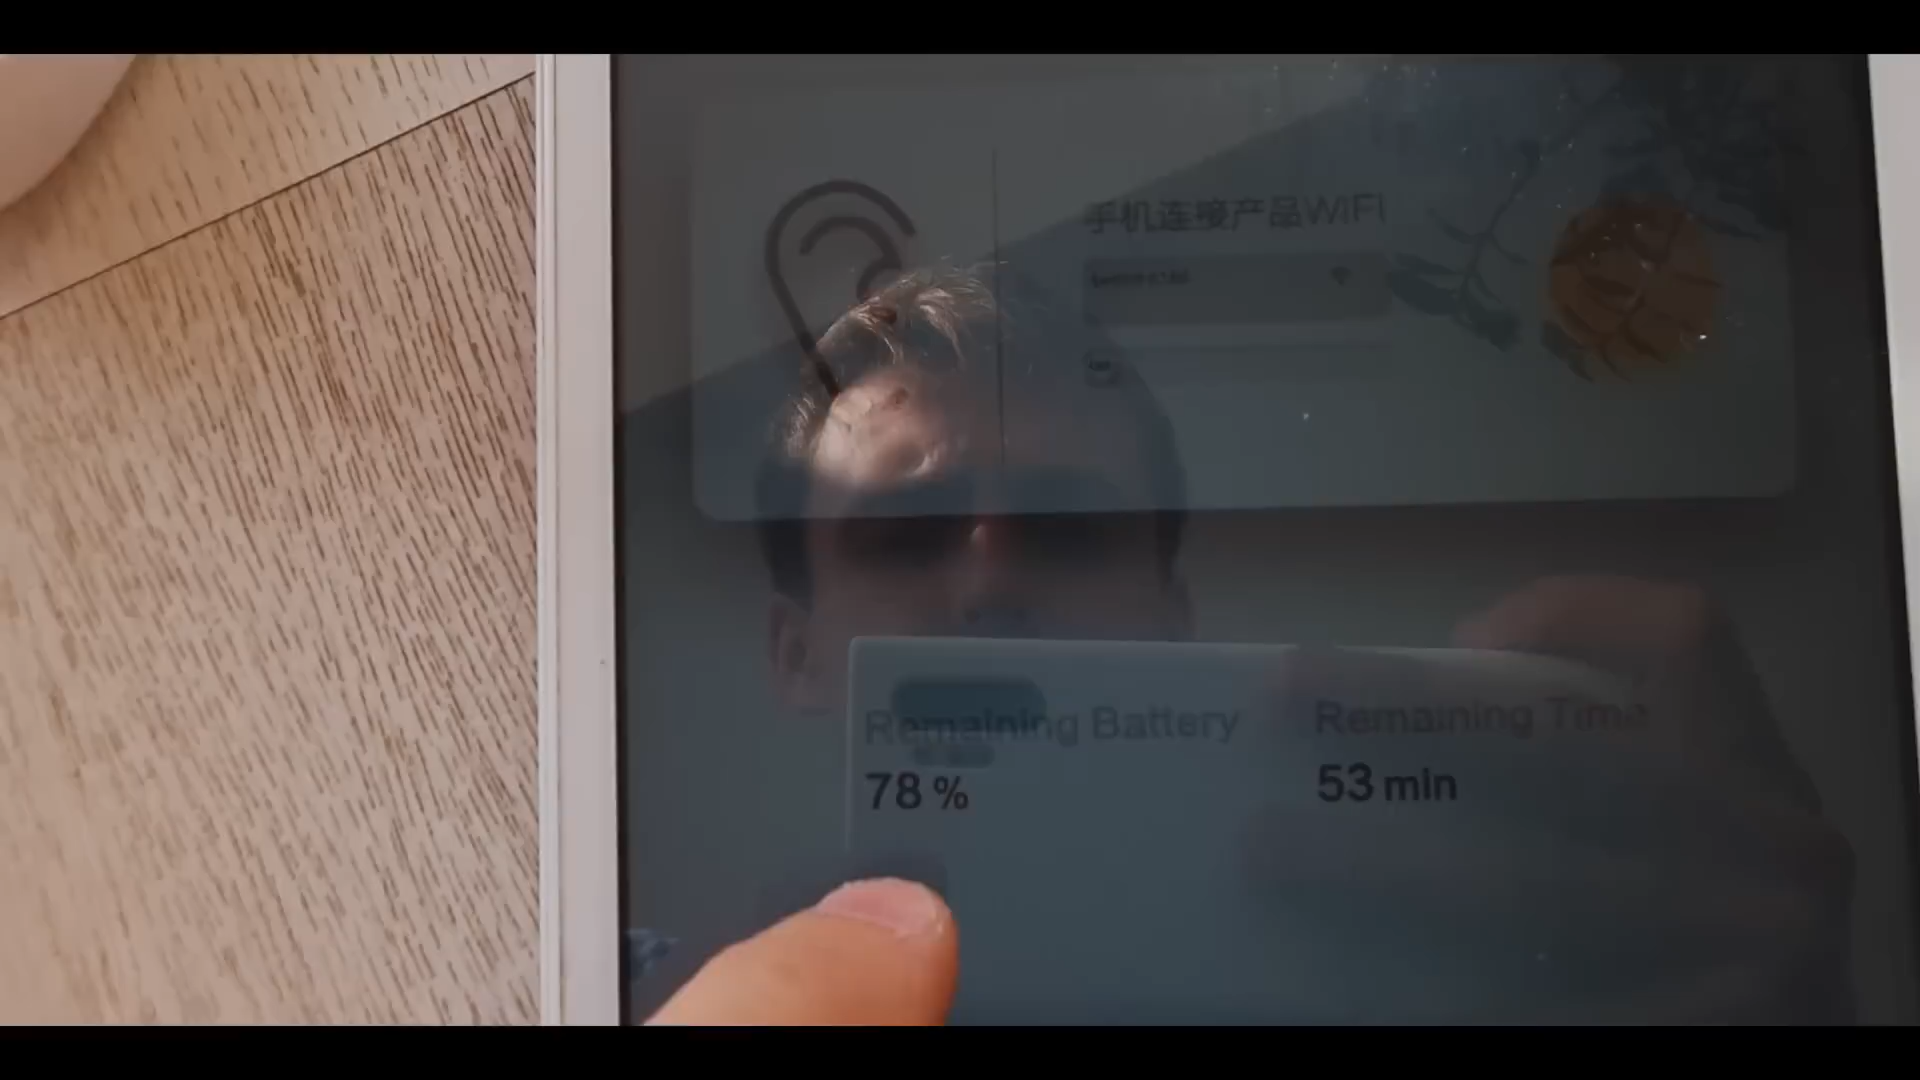 手机连接产品WIFI
Remaining Battery
Remaining Time
78 %
53 min